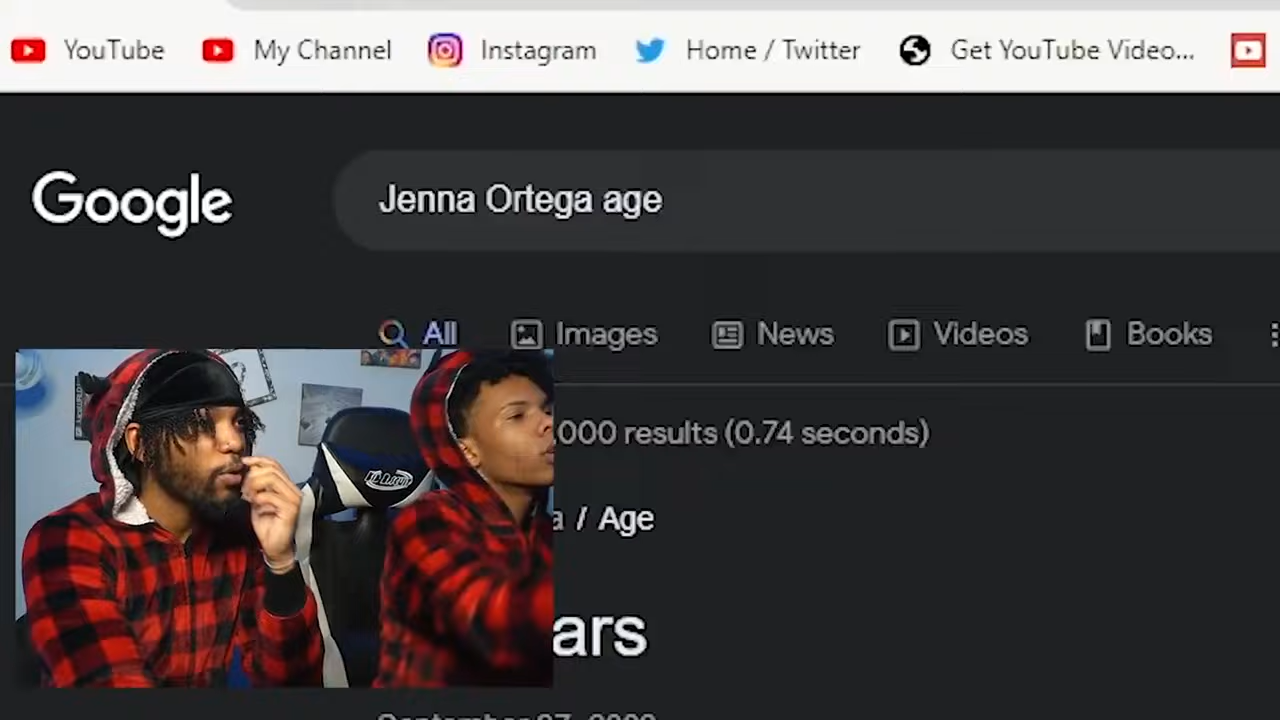 YouTube My Channel Instagram Home / Twitter Get YouTube Video...
Google Jenna Ortega age
All Images News Videos Books
,000 results (0.74 seconds)
a / Age
ars